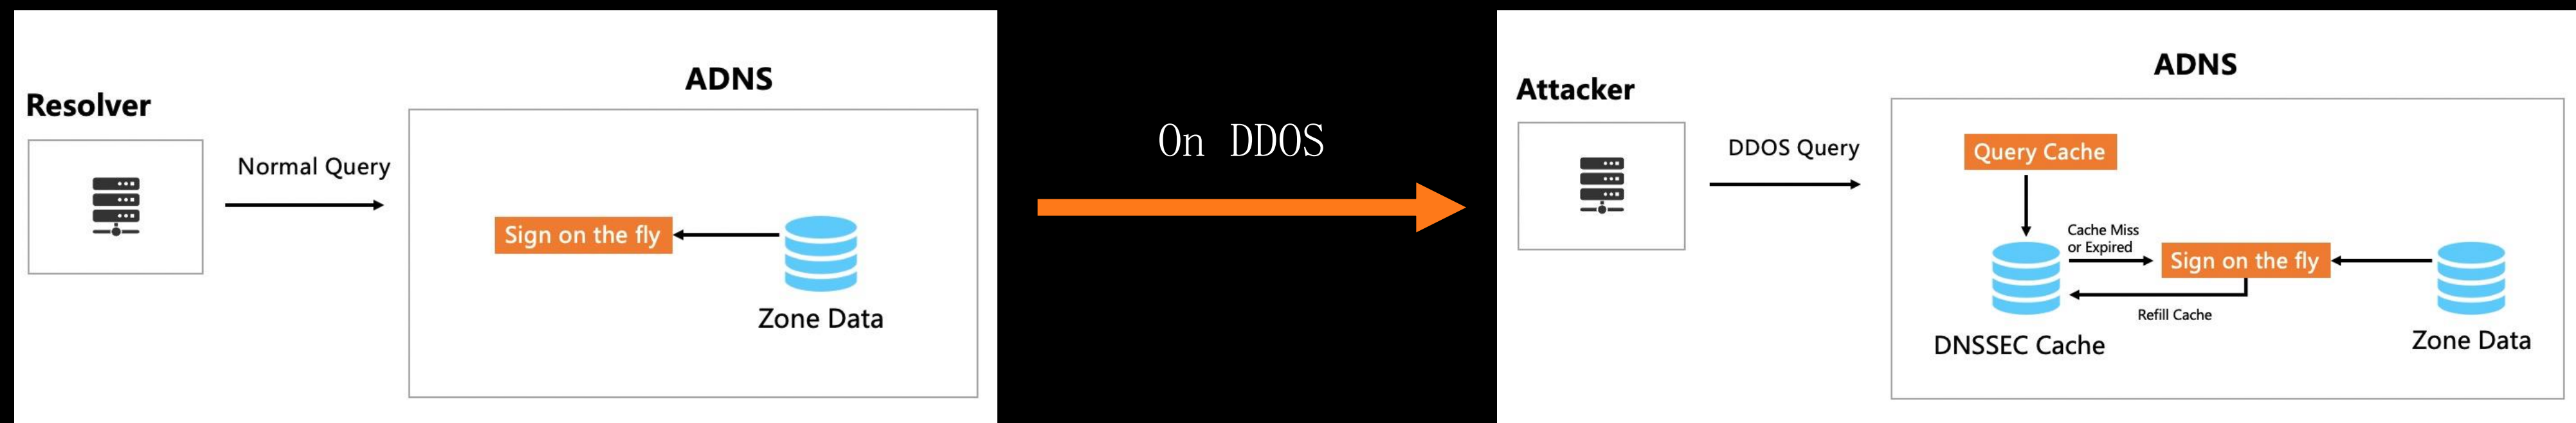 ADNS
Resolver
Normal Query
Sign on the fly
Zone Data
On DDOS
ADNS
Attacker
DDOS Query
Query Cache
Cache Miss
or Expired
Sign on the fly
Refill Cache
DNSSEC Cache
Zone Data